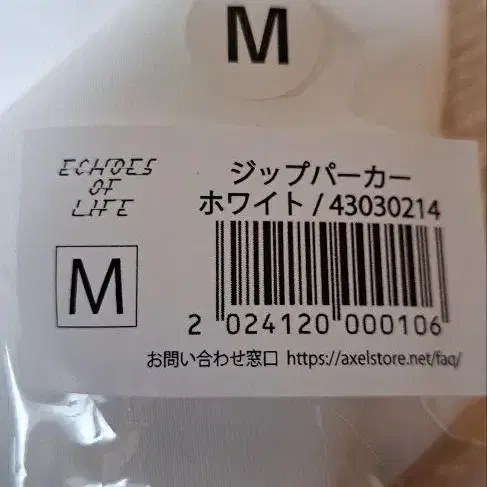 M
ECHOES
OF
LIFE
M
ジップパーカー
ホワイト / 43030214
2 024120 000106
お問い合わせ窓口 https://axelstore.net/faq/